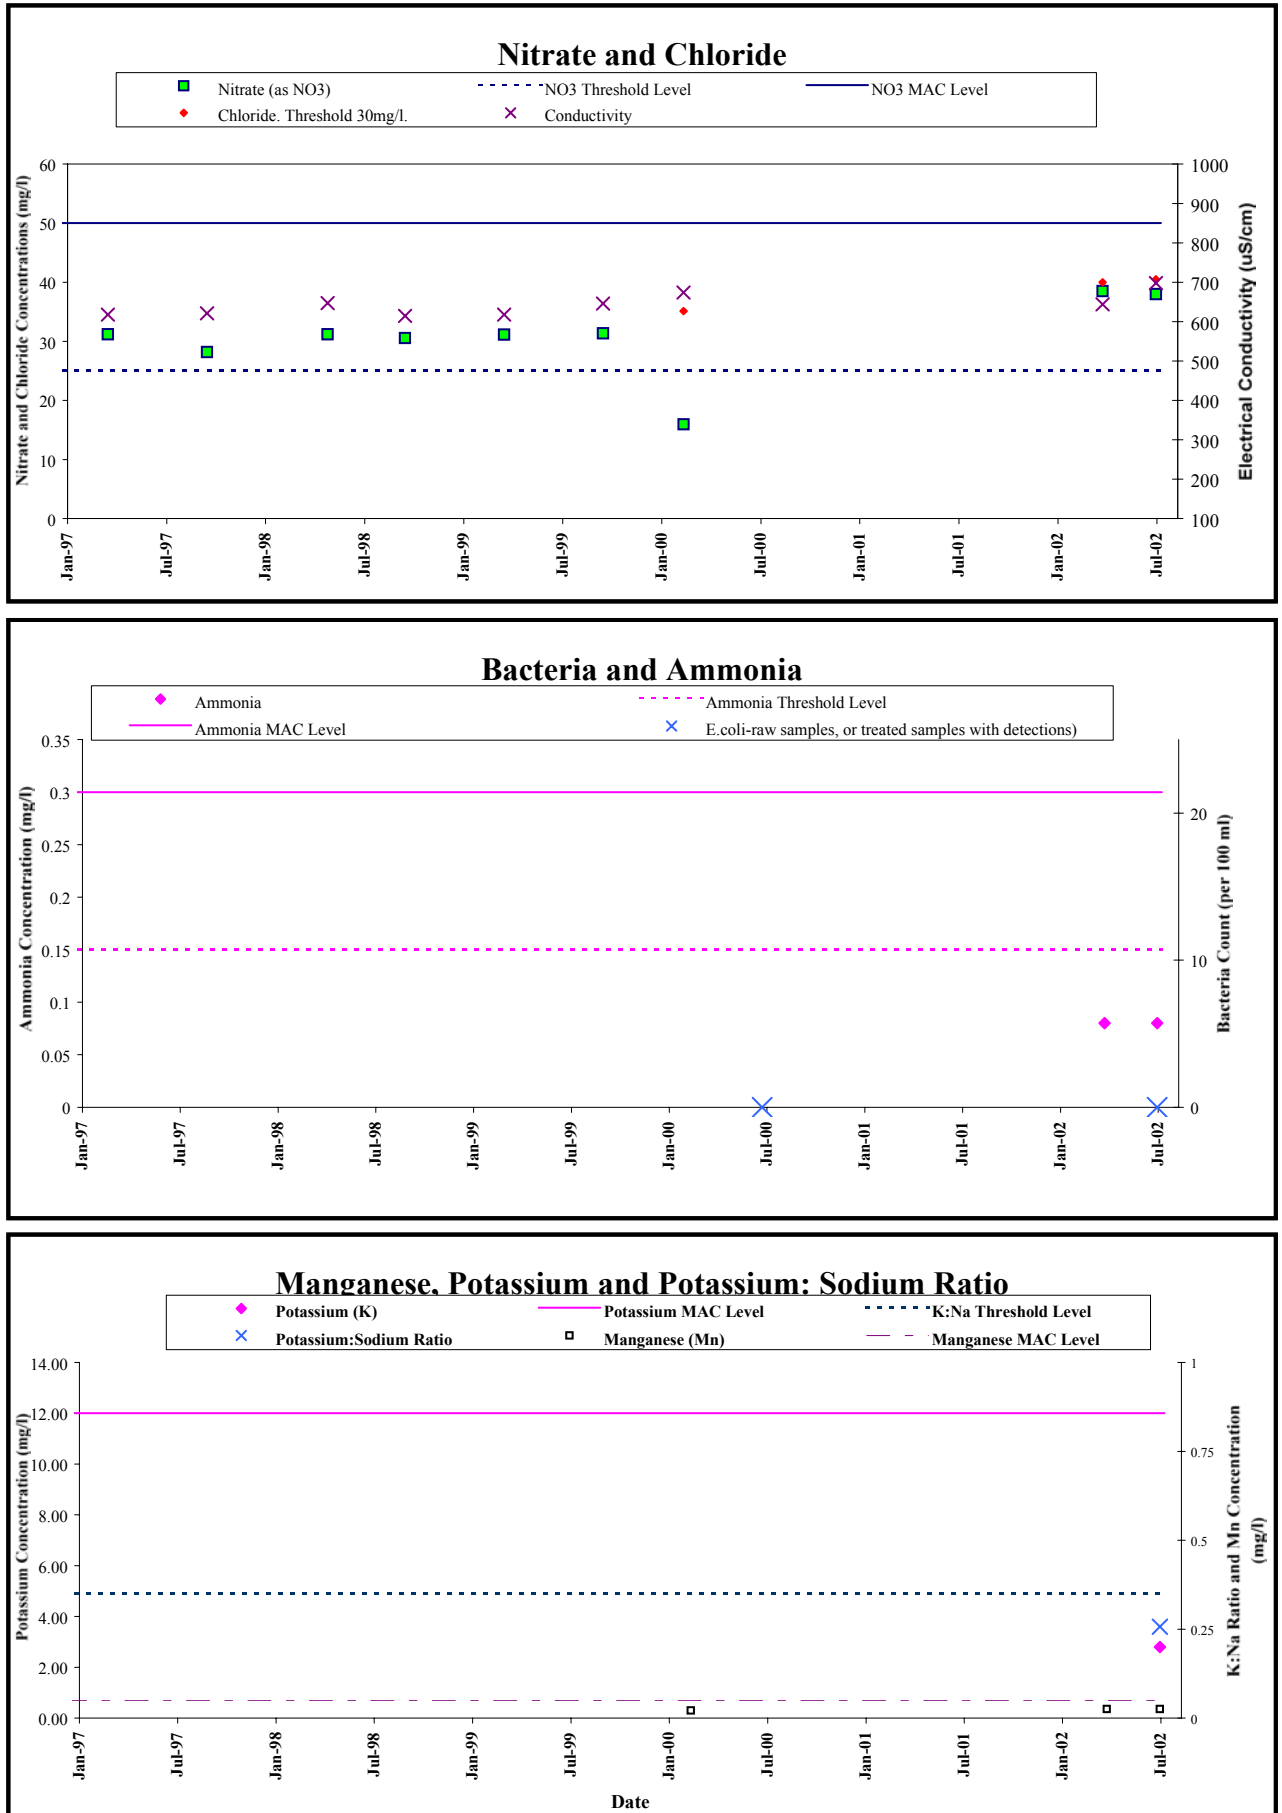 Nitrate and Chloride
Nitrate (as NO3) NO3 Threshold Level NO3 MAC Level
Chloride. Threshold 30mg/l. Conductivity
Nitrate and Chloride Concentrations (mg/l)
60
50
40
30
20
10
0
1000
900
800
700
600
500
400
300
200
100
Electrical Conductivity (uS/cm)
Jan-97 Jul-97 Jan-98 Jul-98 Jan-99 Jul-99 Jan-00 Jul-00 Jan-01 Jul-01 Jan-02 Jul-02
Bacteria and Ammonia
Ammonia Ammonia Threshold Level
Ammonia MAC Level E.coli-raw samples, or treated samples with detections)
Ammonia Concentration (mg/l)
0.35
0.3
0.25
0.2
0.15
0.1
0.05
0
20
10
0
Bacteria Count (per 100 ml)
Jan-97 Jul-97 Jan-98 Jul-98 Jan-99 Jul-99 Jan-00 Jul-00 Jan-01 Jul-01 Jan-02 Jul-02
Manganese, Potassium and Potassium: Sodium Ratio
Potassium (K) Potassium MAC Level K:Na Threshold Level
Potassium:Sodium Ratio Manganese (Mn) Manganese MAC Level
Potassium Concentration (mg/l)
14.00
12.00
10.00
8.00
6.00
4.00
2.00
0.00
1
0.75
0.5
0.25
0
K:Na Ratio and Mn Concentration
(mg/l)
Jan-97 Jul-97 Jan-98 Jul-98 Jan-99 Jul-99 Jan-00 Jul-00 Jan-01 Jul-01 Jan-02 Jul-02
Date